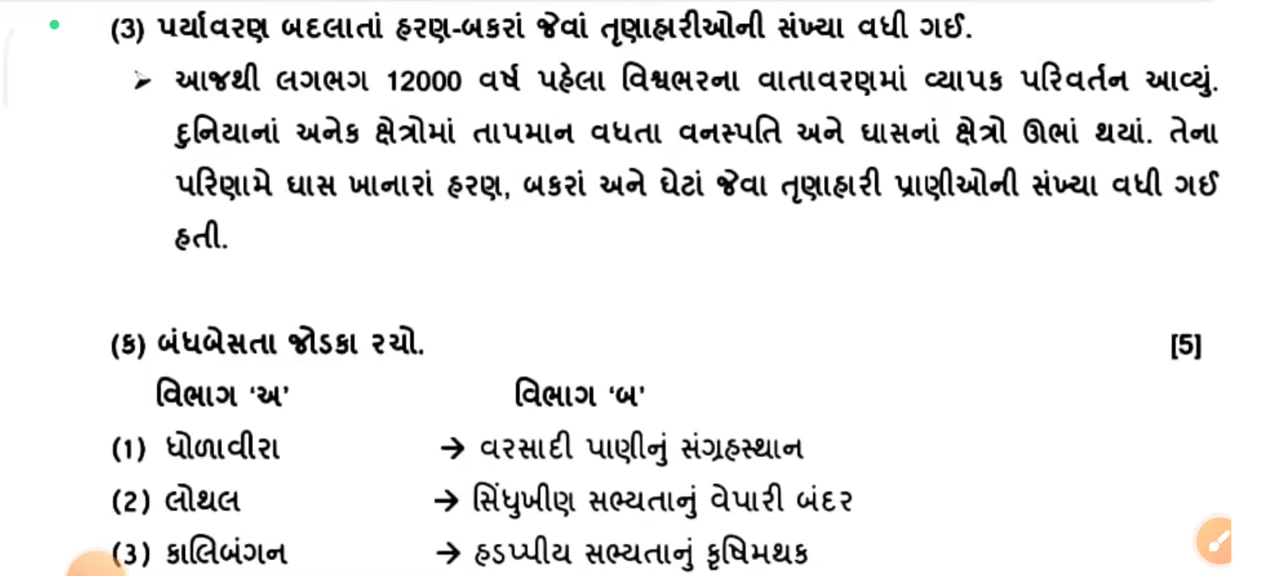 (3) પર્યાવરણ બદલાતાં હરણ-બકરાં જેવાં તૃણાહારીઓની સંખ્યા વધી ગઈ.
➢ આજથી લગભગ 12000 વર્ષ પહેલા વિશ્વભરના વાતાવરણમાં વ્યાપક પરિવર્તન આવ્યું.
દુનિયાનાં અનેક ક્ષેત્રોમાં તાપમાન વધતા વનસ્પતિ અને ઘાસનાં ક્ષેત્રો ઊભાં થયાં. તેના
પરિણામે ઘાસ ખાનારાં હરણ, બકરાં અને ઘેટાં જેવા તૃણાહારી પ્રાણીઓની સંખ્યા વધી ગઈ
હતી.
(ક) બંધબેસતા જોડકા રચો. [5]
વિભાગ ‘અ’ વિભાગ ‘બ’
(1) ધોળાવીરા → વરસાદી પાણીનું સંગ્રહસ્થાન
(2) લોથલ → સિંધુખીણ સભ્યતાનું વેપારી બંદર
(3) કાલિબંગન → હડપ્પીય સભ્યતાનું કૃષિમથક